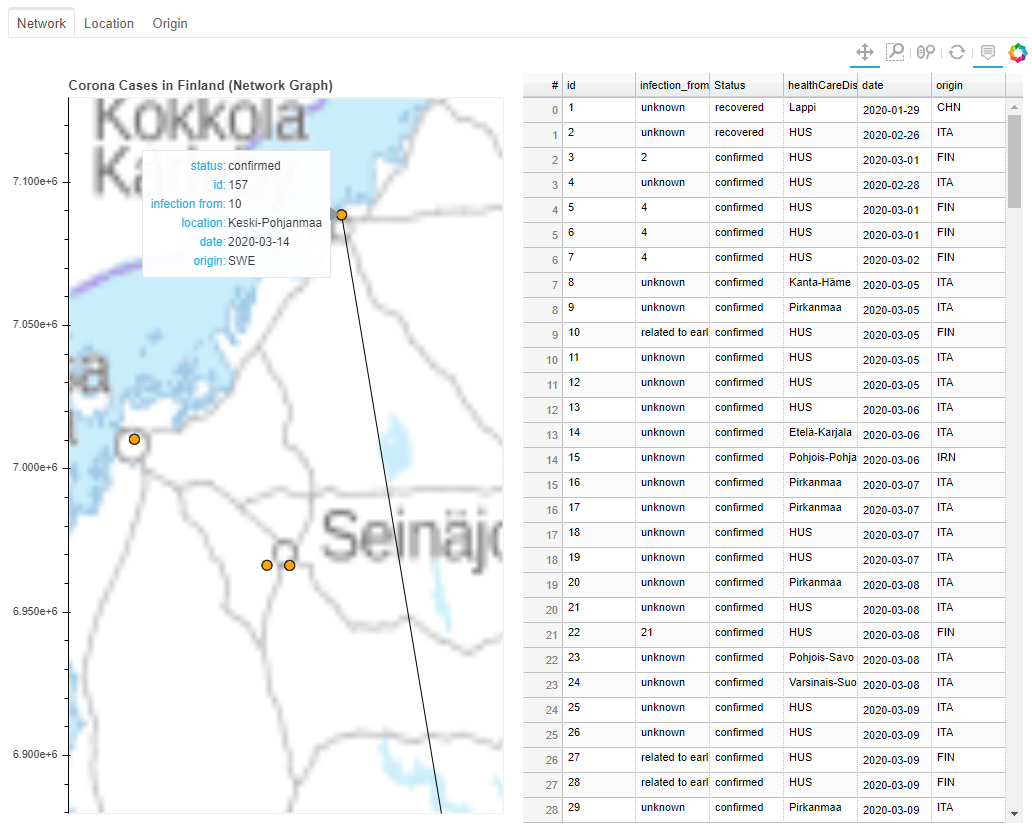 Network Location Origin
Corona Cases in Finland (Network Graph)
Kokkola
status: confirmed
id: 157
infection from: 10
location: Keski-Pohjanmaa
date: 2020-03-14
origin: SWE
7.100e+6
7.050e+6
7.000e+6
Seinäjo
6.950e+6
6.900e+6
# id infection_from Status healthCareDis date origin
0 1 unknown recovered Lappi 2020-01-29 CHN
1 2 unknown recovered HUS 2020-02-26 ITA
2 3 2 confirmed HUS 2020-03-01 FIN
3 4 unknown confirmed HUS 2020-02-28 ITA
4 5 4 confirmed HUS 2020-03-01 FIN
5 6 4 confirmed HUS 2020-03-01 FIN
6 7 4 confirmed HUS 2020-03-02 FIN
7 8 unknown confirmed Kanta-Häme 2020-03-05 ITA
8 9 unknown confirmed Pirkanmaa 2020-03-05 ITA
9 10 related to earl confirmed HUS 2020-03-05 FIN
10 11 unknown confirmed HUS 2020-03-05 ITA
11 12 unknown confirmed HUS 2020-03-05 ITA
12 13 unknown confirmed HUS 2020-03-06 ITA
13 14 unknown confirmed Etelä-Karjala 2020-03-06 ITA
14 15 unknown confirmed Pohjois-Pohja 2020-03-06 IRN
15 16 unknown confirmed Pirkanmaa 2020-03-07 ITA
16 17 unknown confirmed Pirkanmaa 2020-03-07 ITA
17 18 unknown confirmed HUS 2020-03-07 ITA
18 19 unknown confirmed HUS 2020-03-07 ITA
19 20 unknown confirmed Pirkanmaa 2020-03-08 ITA
20 21 unknown confirmed HUS 2020-03-08 ITA
21 22 21 confirmed HUS 2020-03-08 FIN
22 23 unknown confirmed Pohjois-Savo 2020-03-08 ITA
23 24 unknown confirmed Varsinais-Suo 2020-03-08 ITA
24 25 unknown confirmed HUS 2020-03-09 ITA
25 26 unknown confirmed HUS 2020-03-09 ITA
26 27 related to earl confirmed HUS 2020-03-09 FIN
27 28 related to earl confirmed HUS 2020-03-09 FIN
28 29 unknown confirmed Pirkanmaa 2020-03-09 ITA